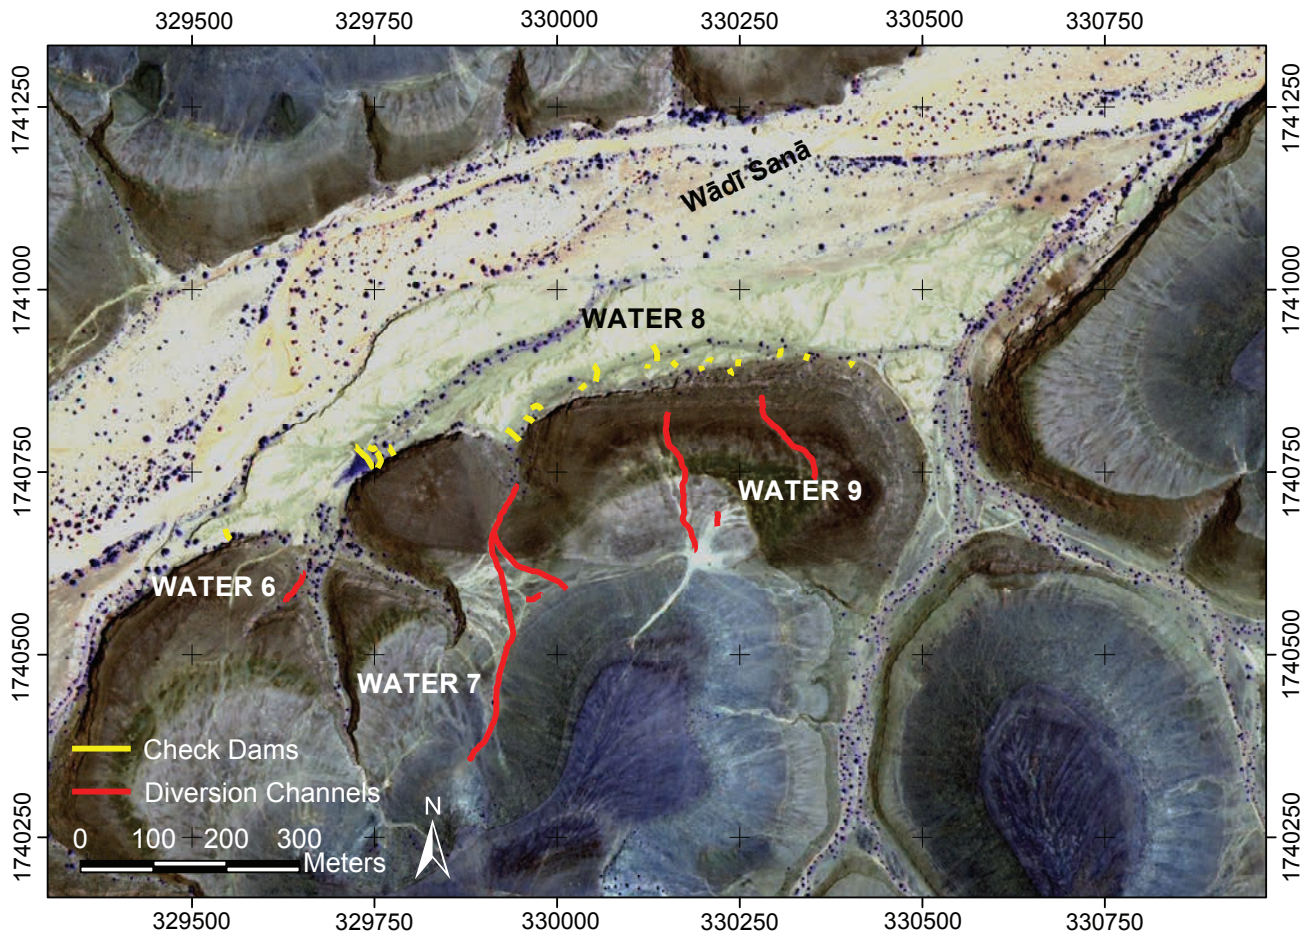 329500 329750 330000 330250 330500 330750
1741250 1741250
Wādī Sanā
1741000 1741000
WATER 8
1740750 1740750
WATER 9
WATER 6
1740500 1740500
WATER 7
Check Dams
Diversion Channels
N
0 100 200 300
Meters
1740250 1740250
329500 329750 330000 330250 330500 330750